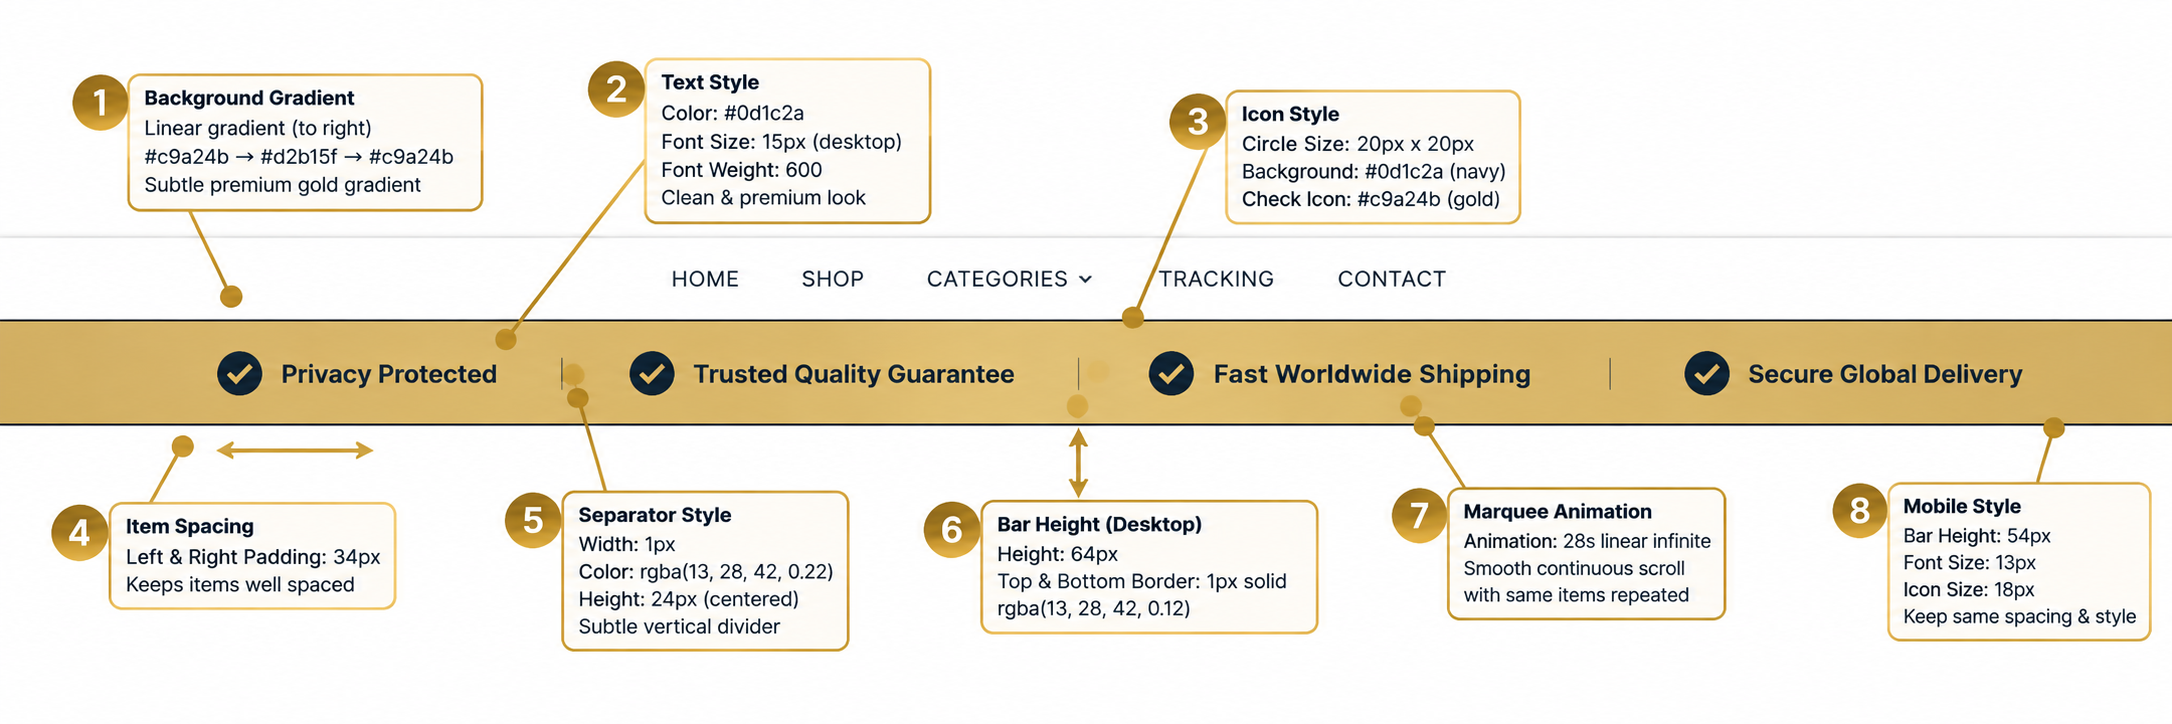 1
Background Gradient
Linear gradient (to right)
#c9a24b → #d2b15f → #c9a24b
Subtle premium gold gradient
2
Text Style
Color: #0d1c2a
Font Size: 15px (desktop)
Font Weight: 600
Clean & premium look
3
Icon Style
Circle Size: 20px x 20px
Background: #0d1c2a (navy)
Check Icon: #c9a24b (gold)
HOME SHOP CATEGORIES TRACKING CONTACT
Privacy Protected Trusted Quality Guarantee Fast Worldwide Shipping Secure Global Delivery
4
Item Spacing
Left & Right Padding: 34px
Keeps items well spaced
5
Separator Style
Width: 1px
Color: rgba(13, 28, 42, 0.22)
Height: 24px (centered)
Subtle vertical divider
6
Bar Height (Desktop)
Height: 64px
Top & Bottom Border: 1px solid
rgba(13, 28, 42, 0.12)
7
Marquee Animation
Animation: 28s linear infinite
Smooth continuous scroll
with same items repeated
8
Mobile Style
Bar Height: 54px
Font Size: 13px
Icon Size: 18px
Keep same spacing & style